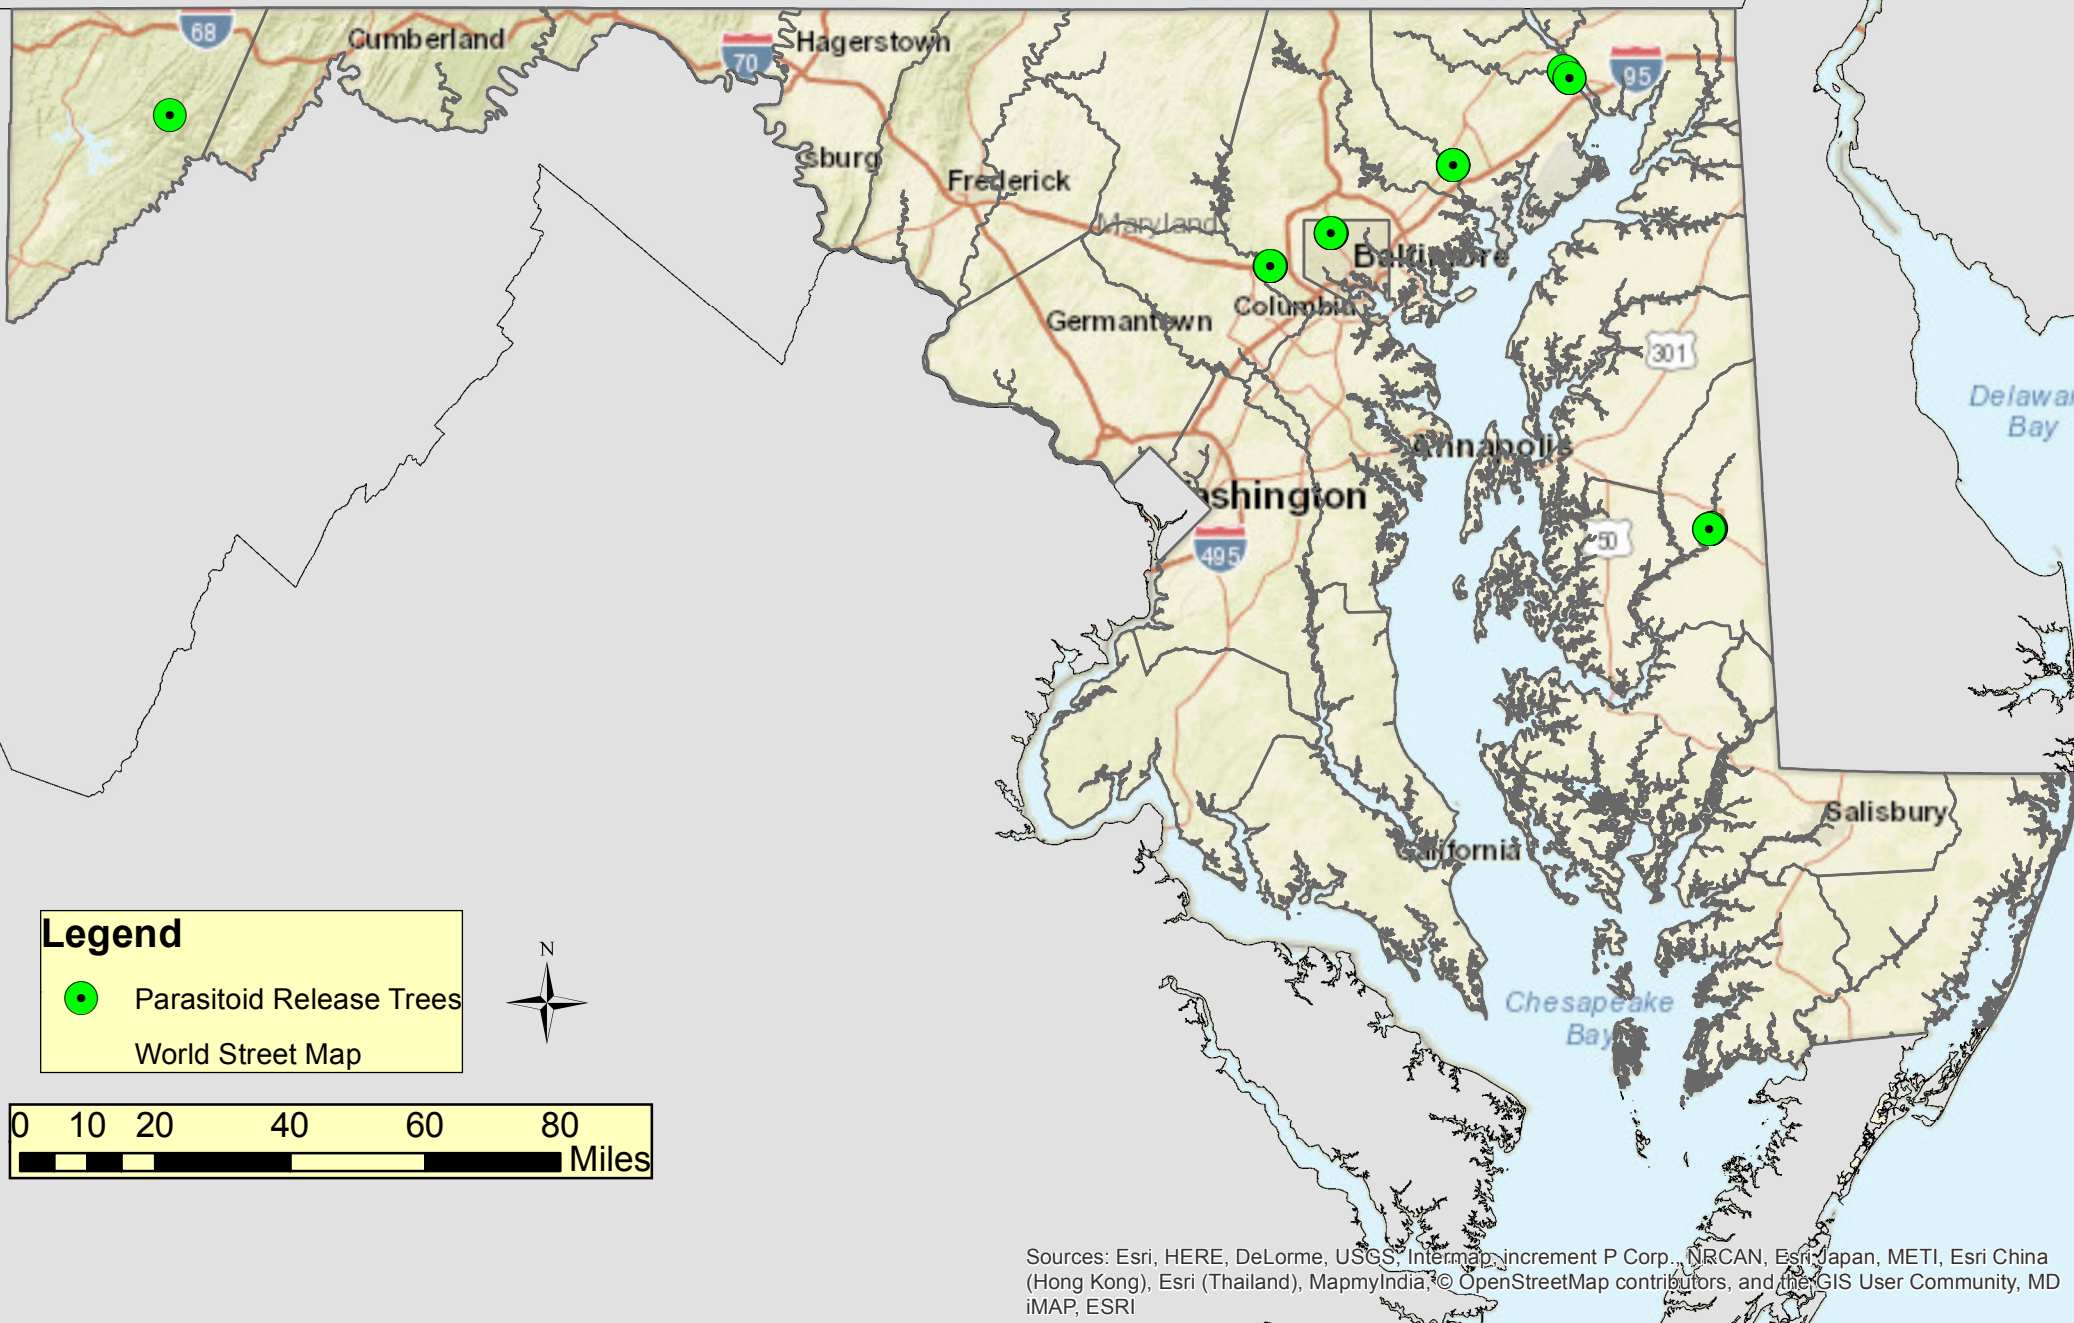 68
Cumberland
70
Hagerstown
95
sburg
Frederick
Maryland
Baltimore
Columbia
Germantown
301
Delawar
Bay
Annapolis
ashington
50
495
Salisbury
California
Legend
Parasitoid Release Trees
World Street Map
N
Chesapeake
Bay
0 10 20 40 60 80
Miles
Sources: Esri, HERE, DeLorme, USGS, Intermap, increment P Corp., NRCAN, Esri Japan, METI, Esri China
(Hong Kong), Esri (Thailand), MapmyIndia, © OpenStreetMap contributors, and the GIS User Community, MD
iMAP, ESRI